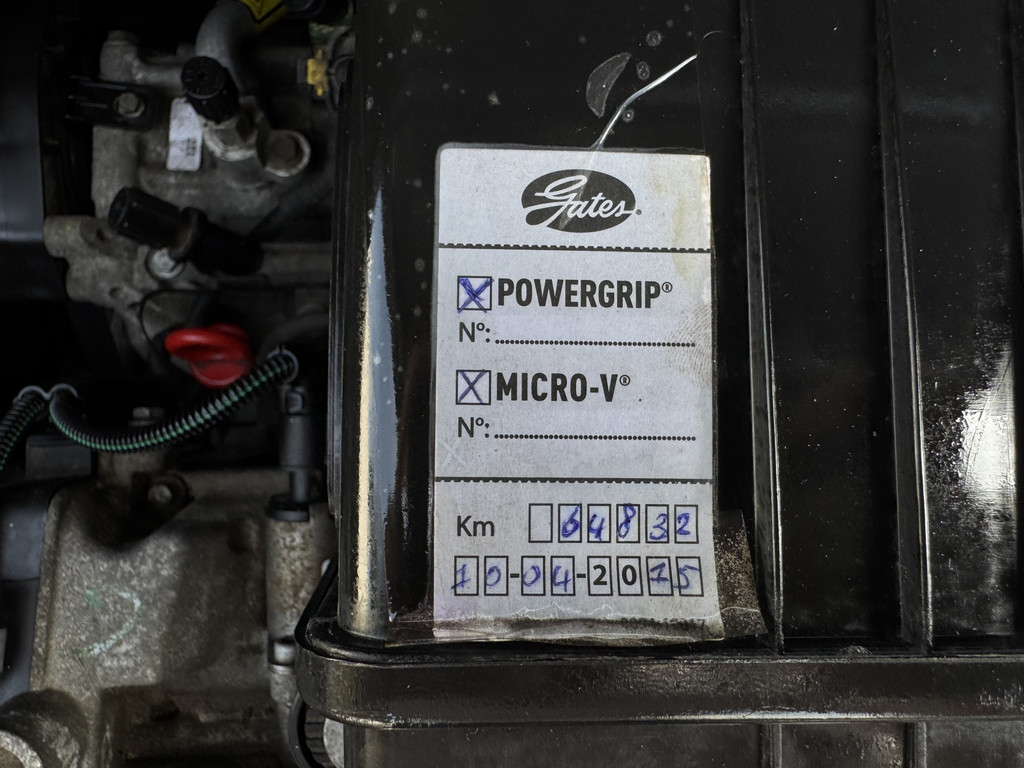 Gates®
POWERGRIP®
Nº:
MICRO-V®
Nº:
Km 64832
10-04-2015